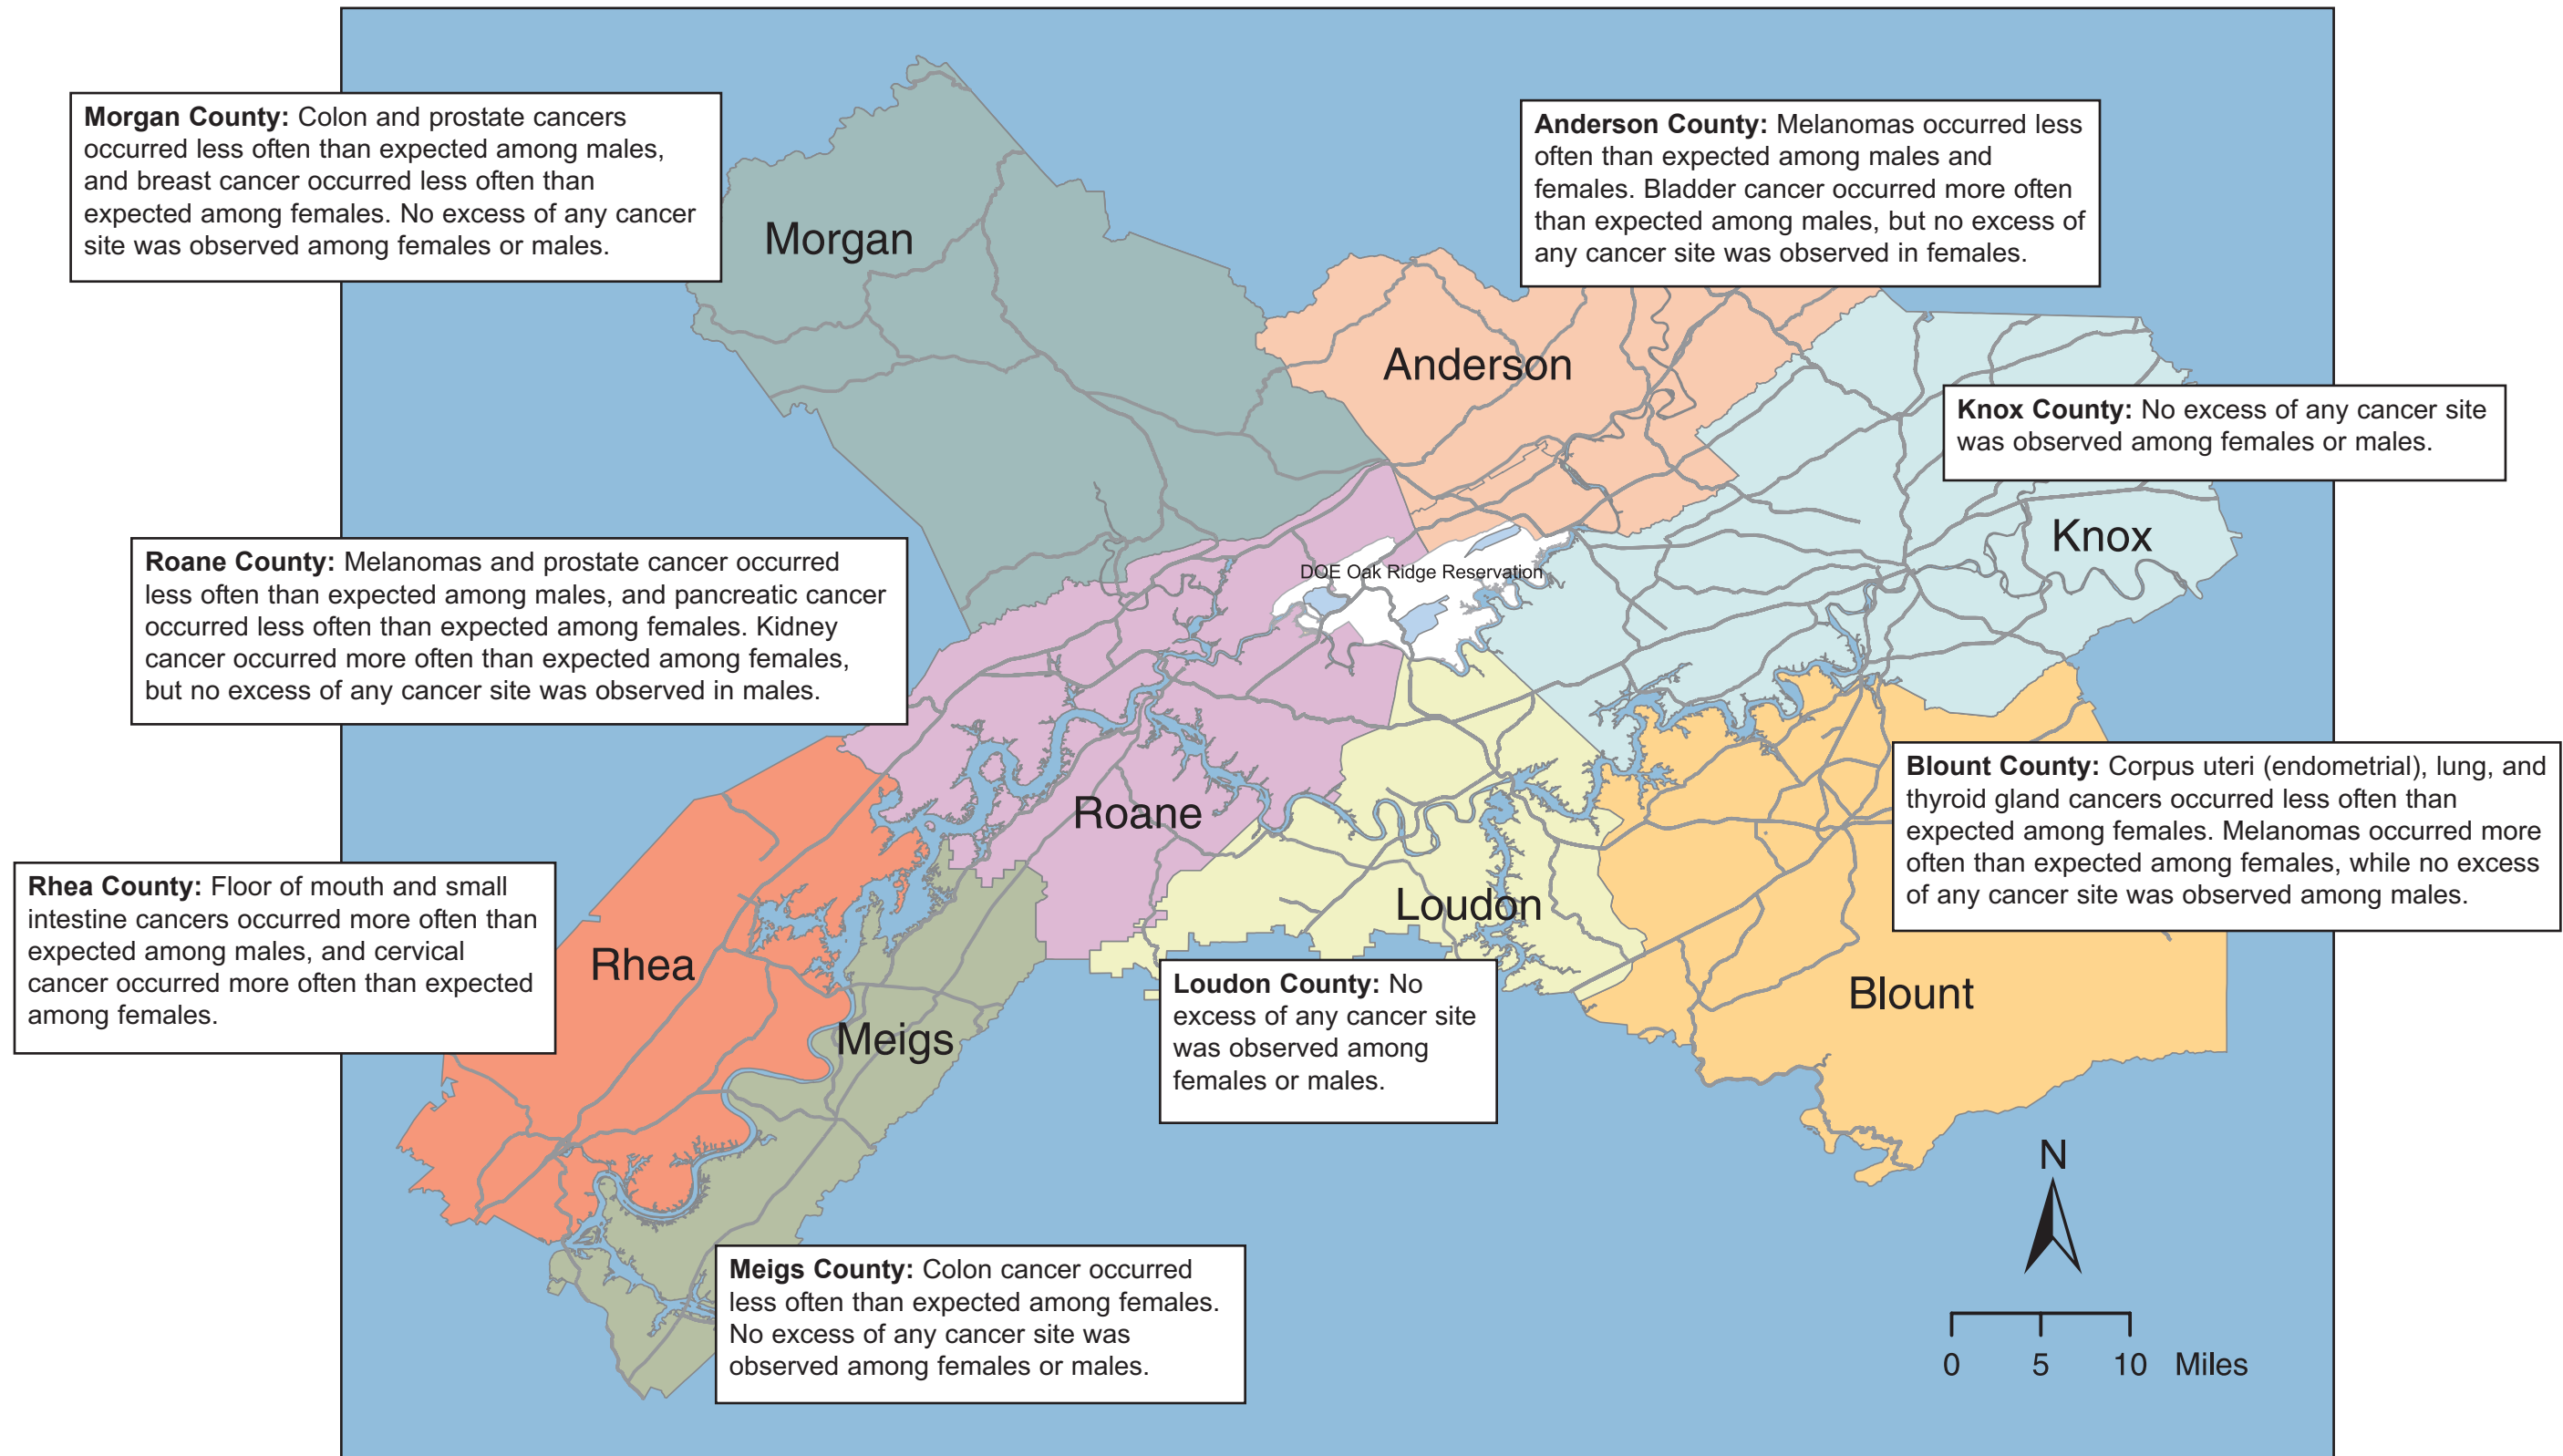 Morgan County: Colon and prostate cancers
occurred less often than expected among males,
and breast cancer occurred less often than
expected among females. No excess of any cancer
site was observed among females or males.
Anderson County: Melanomas occurred less
often than expected among males and
females. Bladder cancer occurred more often
than expected among males, but no excess of
any cancer site was observed in females.
Morgan
Anderson
Knox County: No excess of any cancer site
was observed among females or males.
Knox
DOE Oak Ridge Reservation
Roane County: Melanomas and prostate cancer occurred
less often than expected among males, and pancreatic cancer
occurred less often than expected among females. Kidney
cancer occurred more often than expected among females,
but no excess of any cancer site was observed in males.
Blount County: Corpus uteri (endometrial), lung, and
thyroid gland cancers occurred less often than
expected among females. Melanomas occurred more
often than expected among females, while no excess
of any cancer site was observed among males.
Roane
Rhea County: Floor of mouth and small
intestine cancers occurred more often than
expected among males, and cervical
cancer occurred more often than expected
among females.
Loudon
Rhea
Loudon County: No
excess of any cancer site
was observed among
females or males.
Blount
Meigs
N
Meigs County: Colon cancer occurred
less often than expected among females.
No excess of any cancer site was
observed among females or males.
0 5 10 Miles